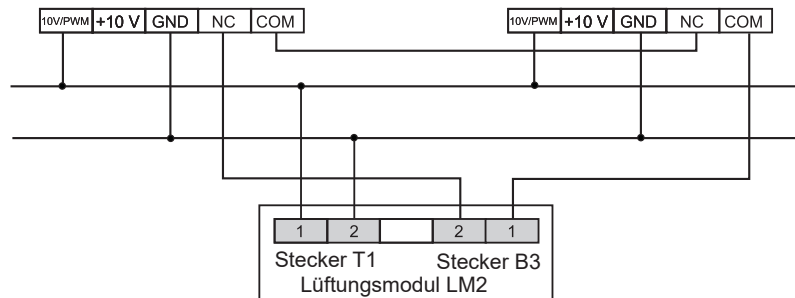 10V/PWM +10 V GND NC COM 10V/PWM +10 V GND NC COM
1 2 2 1
Stecker T1 Stecker B3
Lüftungsmodul LM2